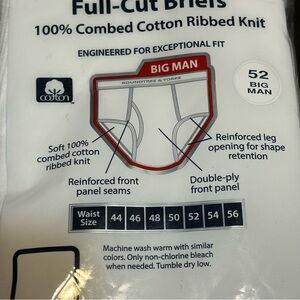 Full-Cut Briefs
100% Combed Cotton Ribbed Knit
ENGINEERED FOR EXCEPTIONAL FIT
BIG MAN
52
BIG
MAN
ROUNDTREE & YORKE
COTTON
Soft 100%
combed cotton
ribbed knit
Reinforced leg
opening for shape
retention
Reinforced front
panel seams
Double-ply
front panel
Waist Size 44 46 48 50 52 54 56
Machine wash warm with similar
colors. Only non-chlorine bleach
when needed. Tumble dry low.